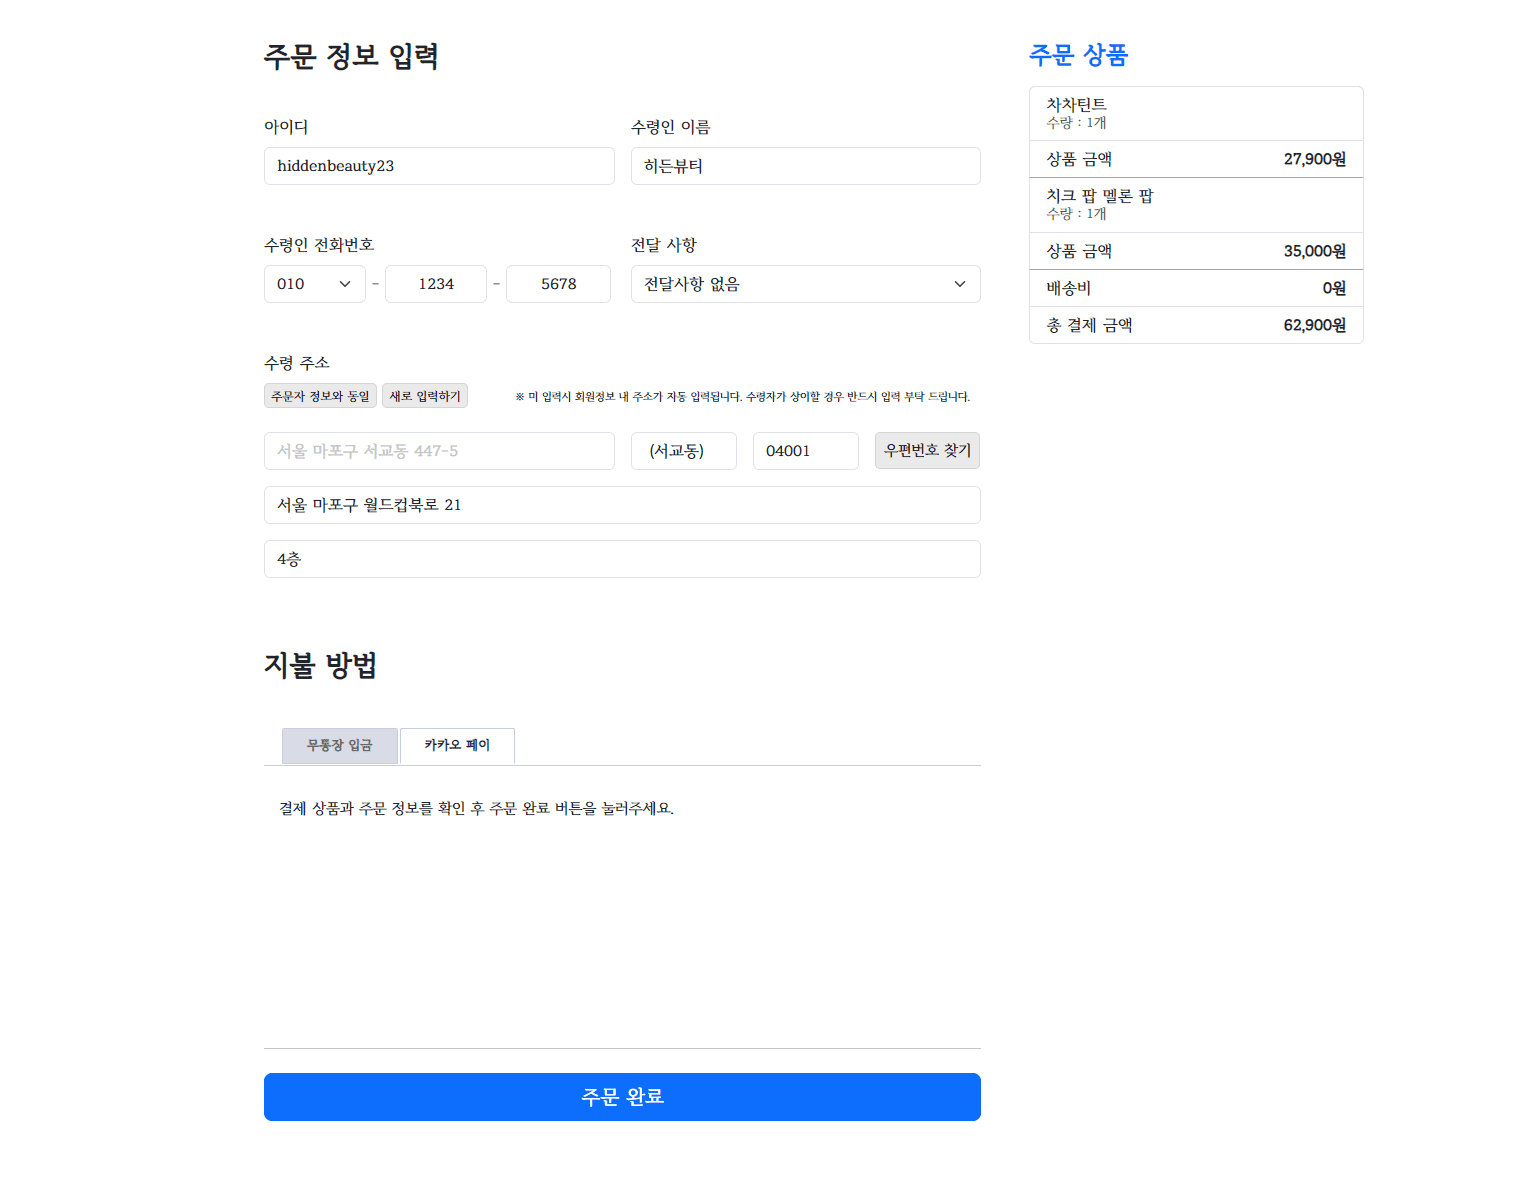 주문 정보 입력
아이디
수령인 이름
hiddenbeauty23
히든뷰티
수령인 전화번호
전달 사항
010 - 1234 - 5678
전달사항 없음
수령 주소
주문자 정보와 동일
새로 입력하기
※ 미 입력시 회원정보 내 주소가 자동 입력됩니다. 수령자가 상이할 경우 반드시 입력 부탁 드립니다.
서울 마포구 서교동 447-5
(서교동)
04001
우편번호 찾기
서울 마포구 월드컵북로 21
4층
지불 방법
무통장 입금
카카오 페이
결제 상품과 주문 정보를 확인 후 주문 완료 버튼을 눌러주세요.
주문 완료
주문 상품
차차틴트
수량 : 1개
상품 금액 27,900원
치크 팝 멜론 팝
수량 : 1개
상품 금액 35,000원
배송비 0원
총 결제 금액 62,900원